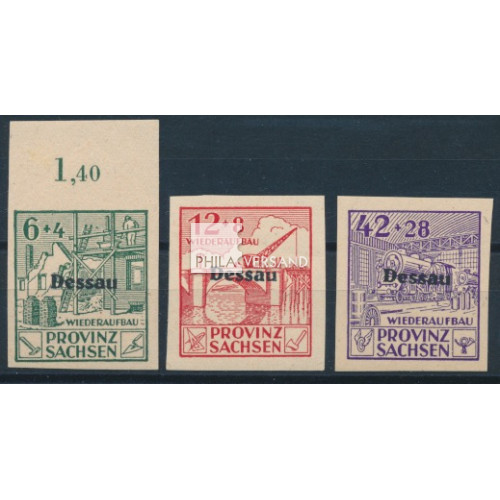 1,40
6+4
Dessau
WIEDERAUFBAU
PROVINZ
SACHSEN
12+8
WIEDERAUFBAU
PHILAVERSAND
Dessau
PROVINZ
SACHSEN
42+28
Dessau
WIEDERAUFBAU
PROVINZ
SACHSEN